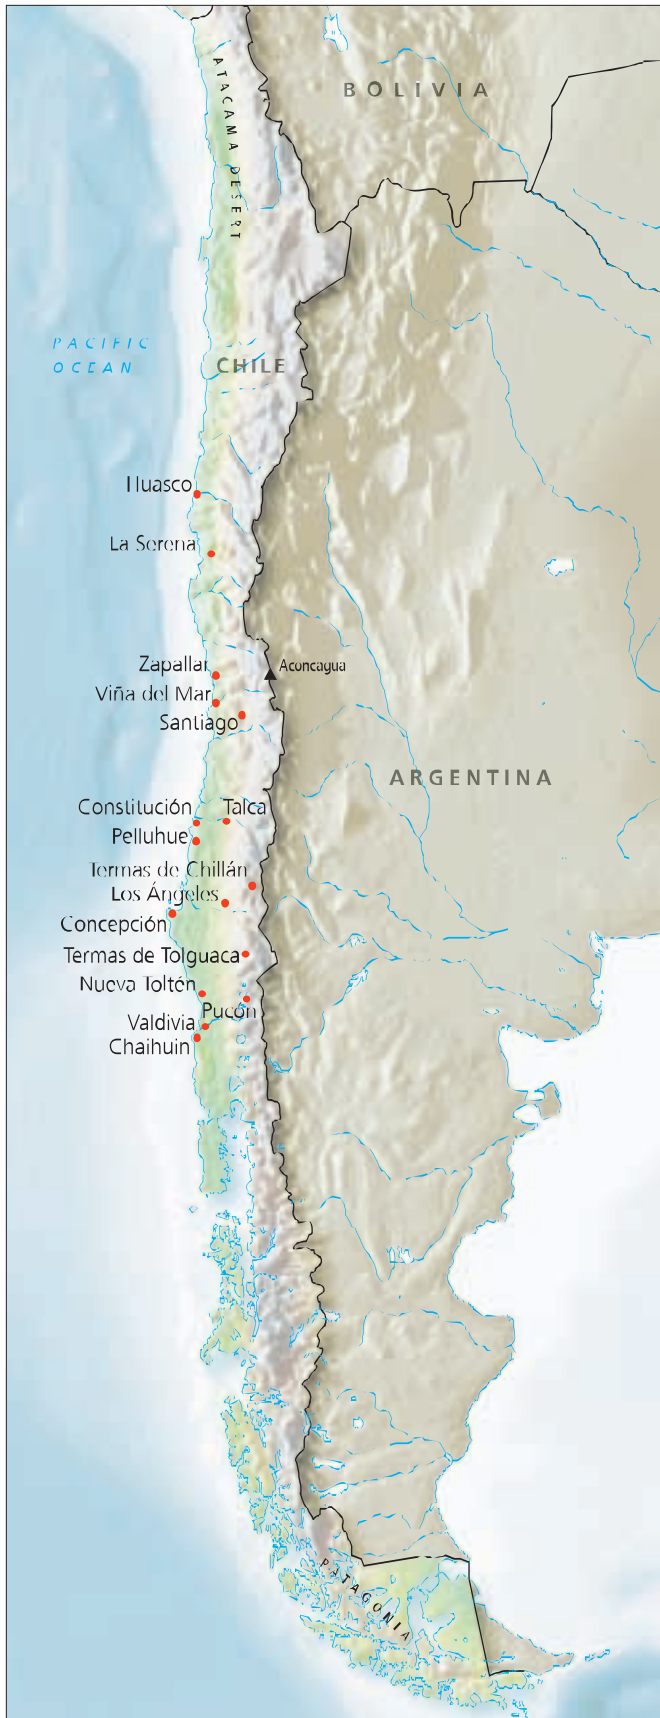 ATACAMA DESERT
BOLIVIA
PACIFIC
OCEAN
CHILE
Huasco
La Serena
Zapallar
Aconcagua
Viña del Mar
Santiago
ARGENTINA
Constitución
Talca
Pelluhue
Termas de Chillán
Los Ángeles
Concepción
Termas de Tolguaca
Nueva Toltén
Pucón
Valdivia
Chaihuin
PATAGONIA